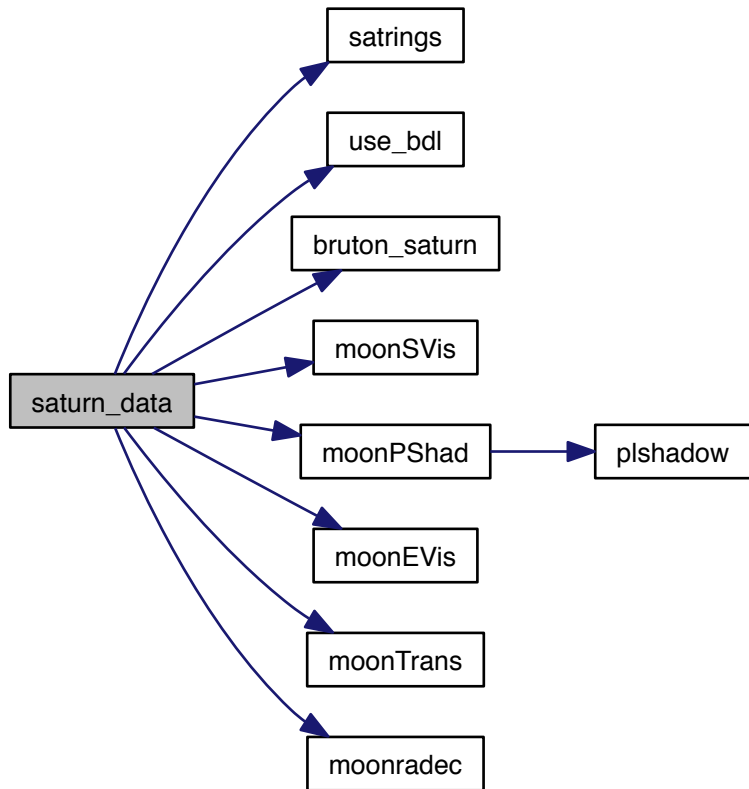 satrings
use_bdl
bruton_saturn
moonSVis
saturn_data
moonPShad
plshadow
moonEVis
moonTrans
moonradec